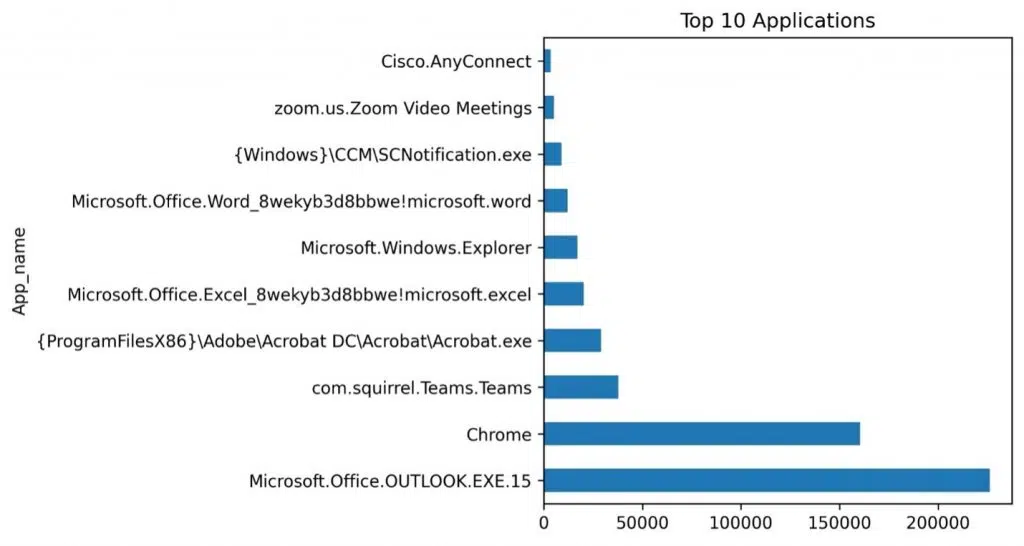 Top 10 Applications
Cisco.AnyConnect
zoom.us.Zoom Video Meetings
{Windows}\CCM\SCNotification.exe
Microsoft.Office.Word_8wekyb3d8bbwe!microsoft.word
Microsoft.Windows.Explorer
Microsoft.Office.Excel_8wekyb3d8bbwe!microsoft.excel
{ProgramFilesX86}\Adobe\Acrobat DC\Acrobat\Acrobat.exe
com.squirrel.Teams.Teams
Chrome
Microsoft.Office.OUTLOOK.EXE.15
App_name
0 50000 100000 150000 200000